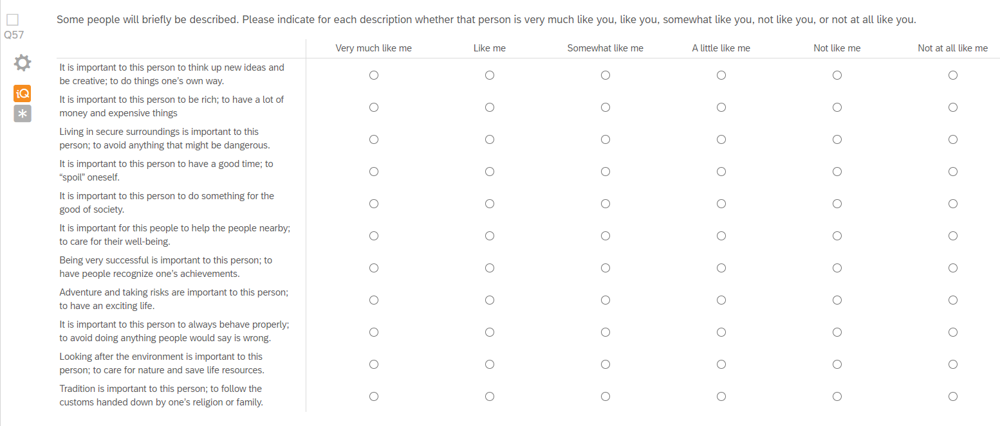 Some people will briefly be described. Please indicate for each description whether that person is very much like you, like you, somewhat like you, not like you, or not at all like you.
Q57
Very much like me Like me Somewhat like me A little like me Not like me Not at all like me
It is important to this person to think up new ideas and
be creative; to do things one’s own way.
iQ
It is important to this person to be rich; to have a lot of
money and expensive things
Living in secure surroundings is important to this
person; to avoid anything that might be dangerous.
It is important to this person to have a good time; to
“spoil” oneself.
It is important to this person to do something for the
good of society.
It is important for this people to help the people nearby;
to care for their well-being.
Being very successful is important to this person; to
have people recognize one’s achievements.
Adventure and taking risks are important to this person;
to have an exciting life.
It is important to this person to always behave properly;
to avoid doing anything people would say is wrong.
Looking after the environment is important to this
person; to care for nature and save life resources.
Tradition is important to this person; to follow the
customs handed down by one’s religion or family.